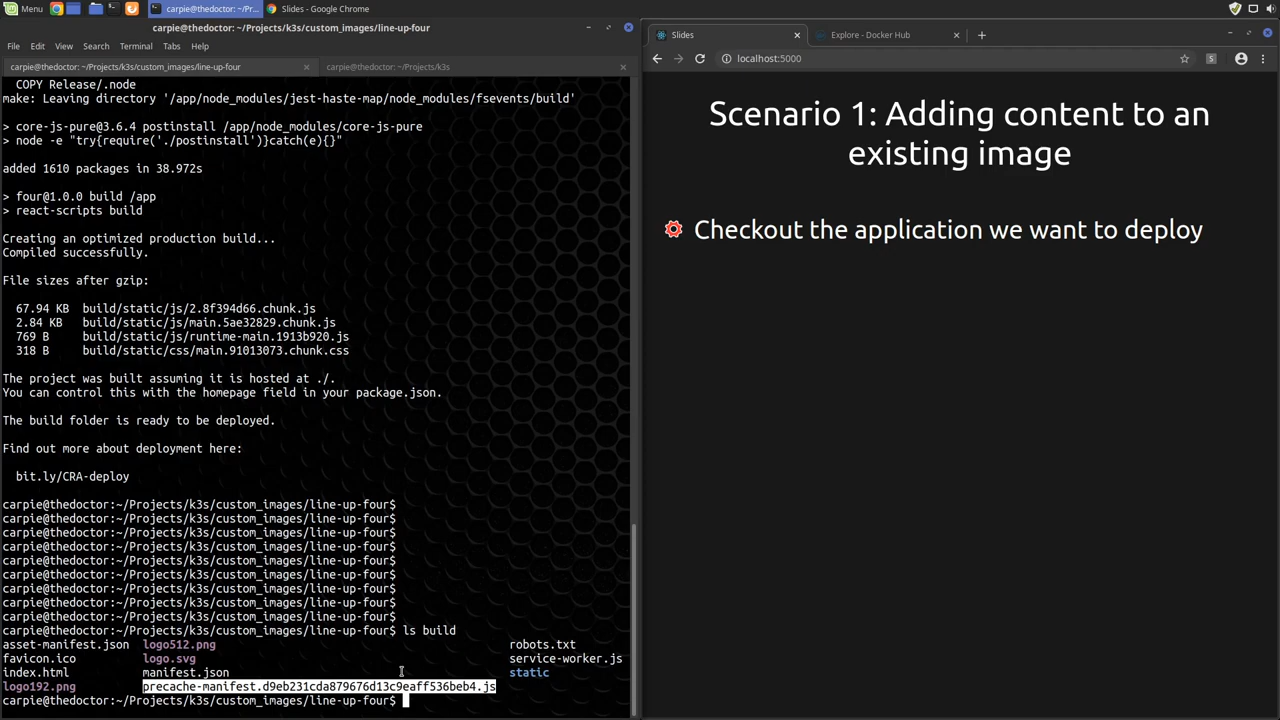 Menu
carpie@thedoctor: ~/Pr...
Slides - Google Chrome
carpie@thedoctor: ~/Projects/k3s/custom_images/line-up-four
File Edit View Search Terminal Tabs Help
carpie@thedoctor: ~/Projects/k3s/custom_images/line-up-four × carpie@thedoctor: ~/Projects/k3s ×
COPY Release/.node
make: Leaving directory '/app/node_modules/jest-haste-map/node_modules/fsevents/build'
> core-js-pure@3.6.4 postinstall /app/node_modules/core-js-pure
> node -e "try{require('./postinstall')}catch(e){}"
added 1610 packages in 38.972s
> four@1.0.0 build /app
> react-scripts build
Creating an optimized production build...
Compiled successfully.
File sizes after gzip:
67.94 KB build/static/js/2.8f394d66.chunk.js
2.84 KB build/static/js/main.5ae32829.chunk.js
769 B build/static/js/runtime-main.1913b920.js
318 B build/static/css/main.91013073.chunk.css
The project was built assuming it is hosted at ./.
You can control this with the homepage field in your package.json.
The build folder is ready to be deployed.
Find out more about deployment here:
bit.ly/CRA-deploy
carpie@thedoctor:~/Projects/k3s/custom_images/line-up-four$
carpie@thedoctor:~/Projects/k3s/custom_images/line-up-four$
carpie@thedoctor:~/Projects/k3s/custom_images/line-up-four$
carpie@thedoctor:~/Projects/k3s/custom_images/line-up-four$
carpie@thedoctor:~/Projects/k3s/custom_images/line-up-four$
carpie@thedoctor:~/Projects/k3s/custom_images/line-up-four$
carpie@thedoctor:~/Projects/k3s/custom_images/line-up-four$
carpie@thedoctor:~/Projects/k3s/custom_images/line-up-four$
carpie@thedoctor:~/Projects/k3s/custom_images/line-up-four$
carpie@thedoctor:~/Projects/k3s/custom_images/line-up-four$ ls build
asset-manifest.json logo512.png robots.txt
favicon.ico logo.svg service-worker.js
index.html manifest.json static
logo192.png precache-manifest.d9eb231cda879676d13c9eaff536beb4.js
carpie@thedoctor:~/Projects/k3s/custom_images/line-up-four$
Slides × Explore - Docker Hub × +
localhost:5000
S
Scenario 1: Adding content to an
existing image
Checkout the application we want to deploy